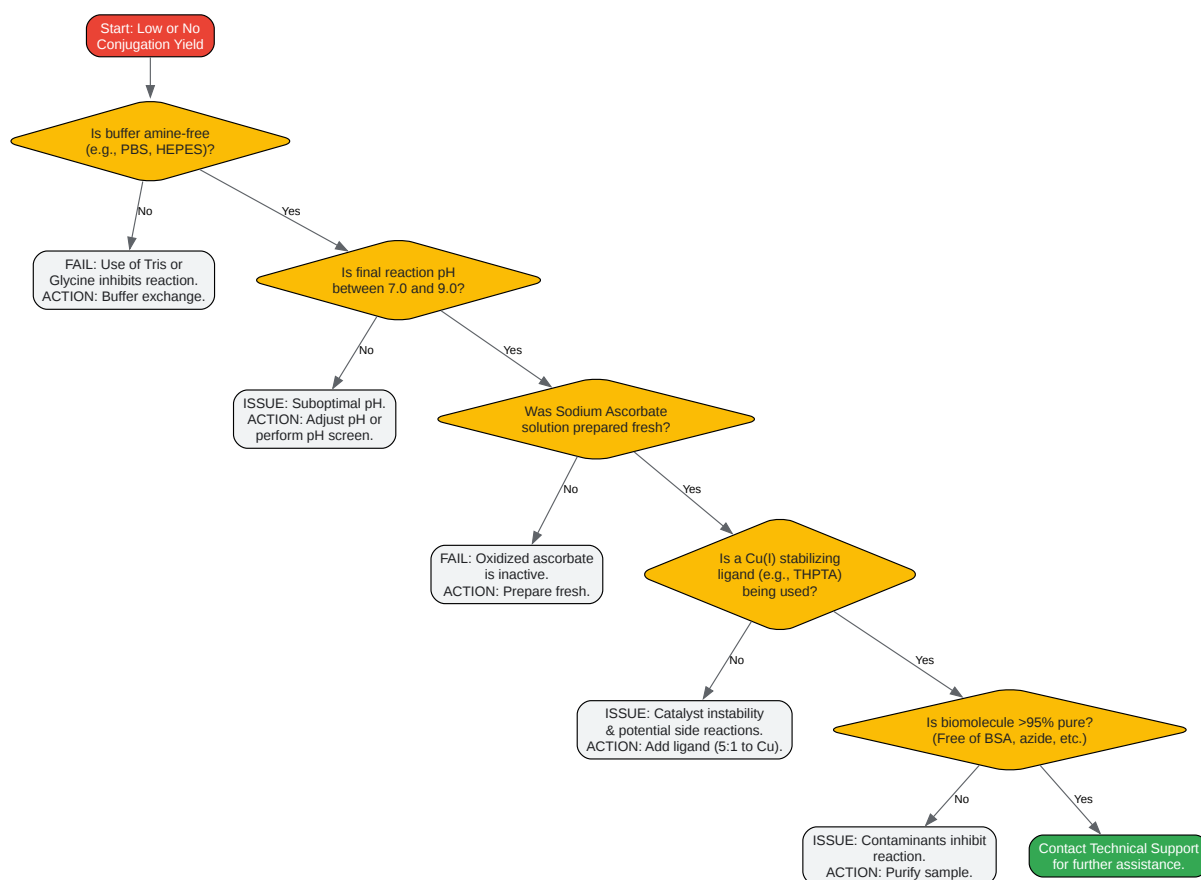 Start: Low or No
Conjugation Yield
Is buffer amine-free
(e.g., PBS, HEPES)?
No
Yes
FAIL: Use of Tris or
Glycine inhibits reaction.
ACTION: Buffer exchange.
Is final reaction pH
between 7.0 and 9.0?
No
Yes
ISSUE: Suboptimal pH.
ACTION: Adjust pH or
perform pH screen.
Was Sodium Ascorbate
solution prepared fresh?
No
Yes
FAIL: Oxidized ascorbate
is inactive.
ACTION: Prepare fresh.
Is a Cu(I) stabilizing
ligand (e.g., THPTA)
being used?
No
Yes
ISSUE: Catalyst instability
& potential side reactions.
ACTION: Add ligand (5:1 to Cu).
Is biomolecule >95% pure?
(Free of BSA, azide, etc.)
No
Yes
ISSUE: Contaminants inhibit
reaction.
ACTION: Purify sample.
Contact Technical Support
for further assistance.